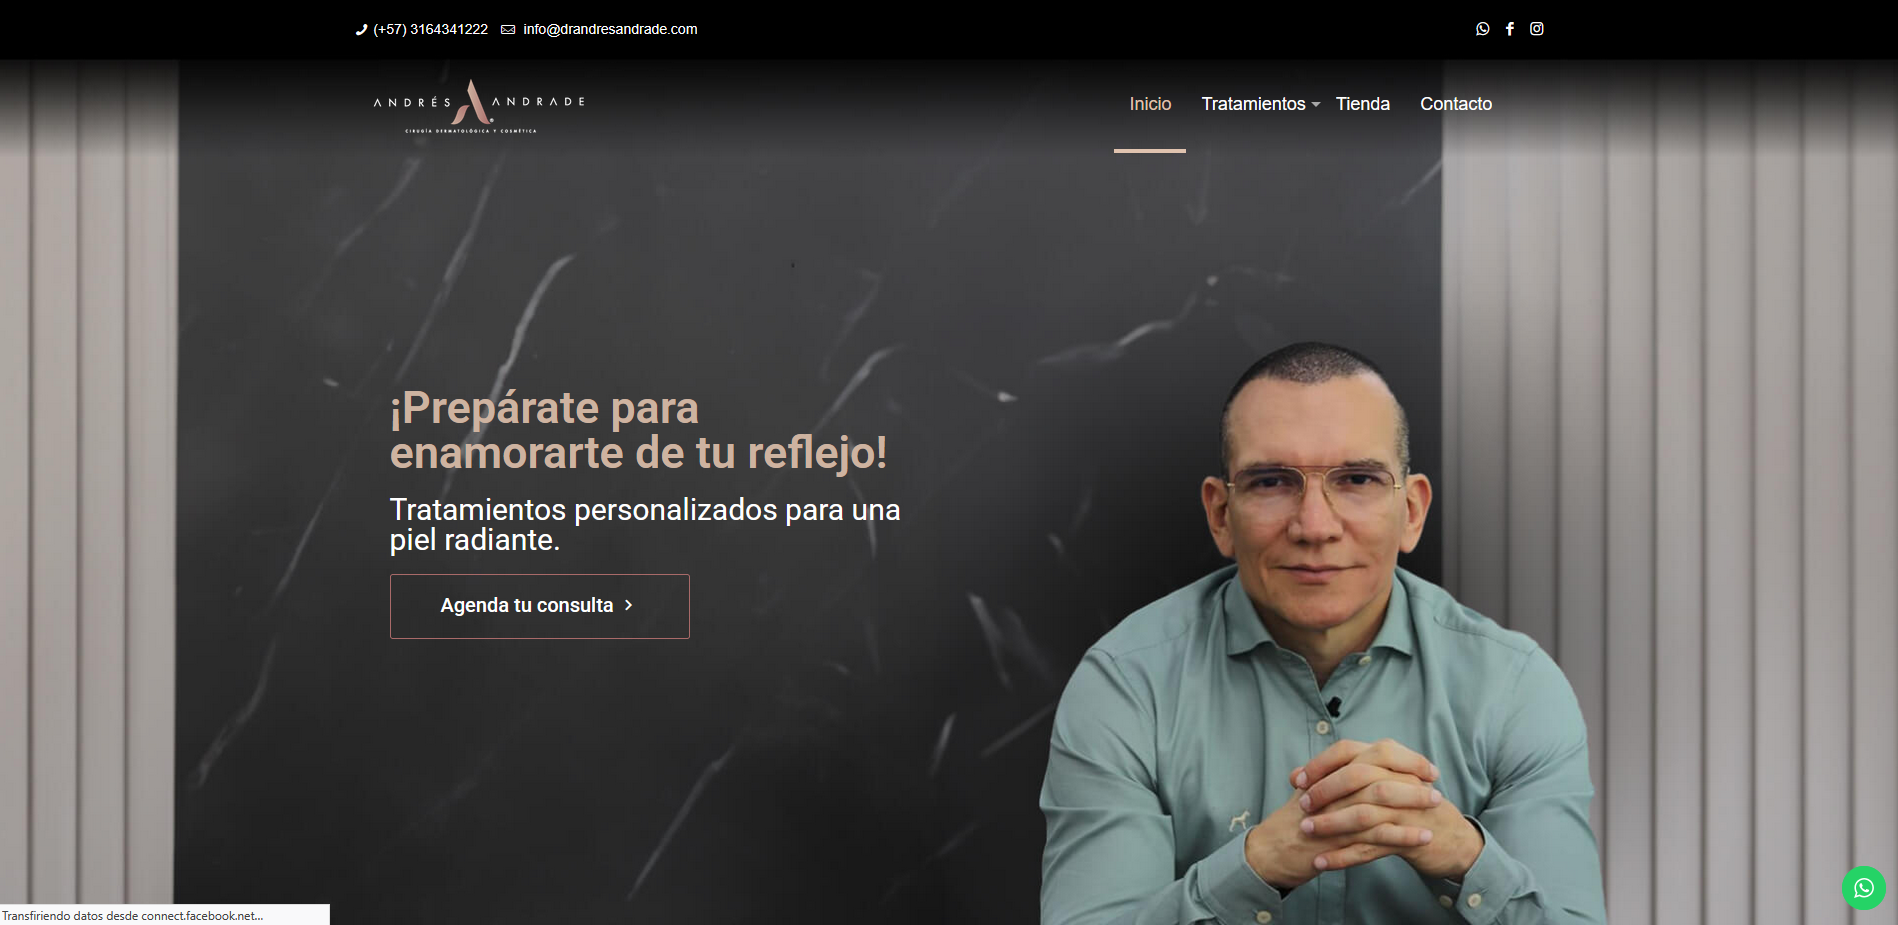 (+57) 3164341222 info@drandresandrade.com
ANDRÉS ANDRADE
CIRUGÍA DERMATOLÓGICA Y COSMÉTICA
Inicio Tratamientos Tienda Contacto
¡Prepárate para
enamorarte de tu reflejo!
Tratamientos personalizados para una
piel radiante.
Agenda tu consulta
Transfiriendo datos desde connect.facebook.net...